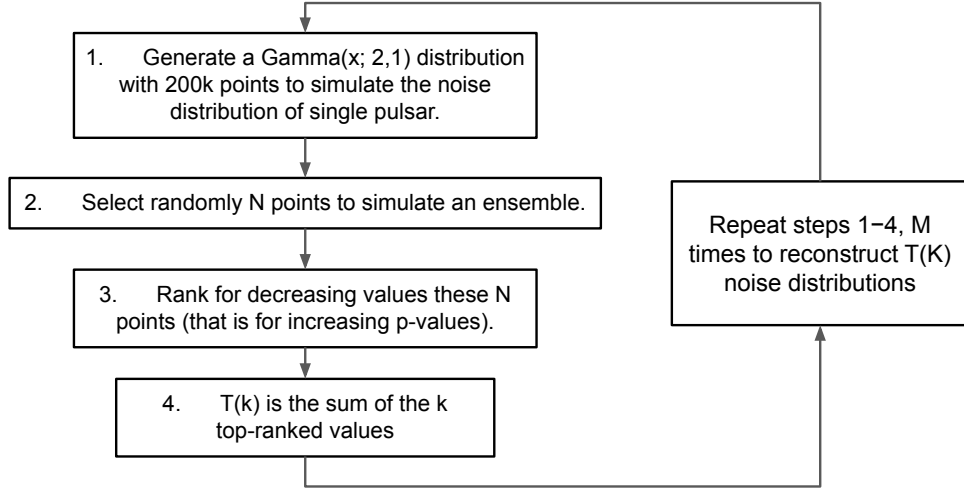 1. Generate a Gamma(x; 2,1) distribution
with 200k points to simulate the noise
distribution of single pulsar.
2. Select randomly N points to simulate an ensemble.
3. Rank for decreasing values these N
points (that is for increasing p-values).
4. T(k) is the sum of the k
top-ranked values
Repeat steps 1−4, M
times to reconstruct T(K)
noise distributions